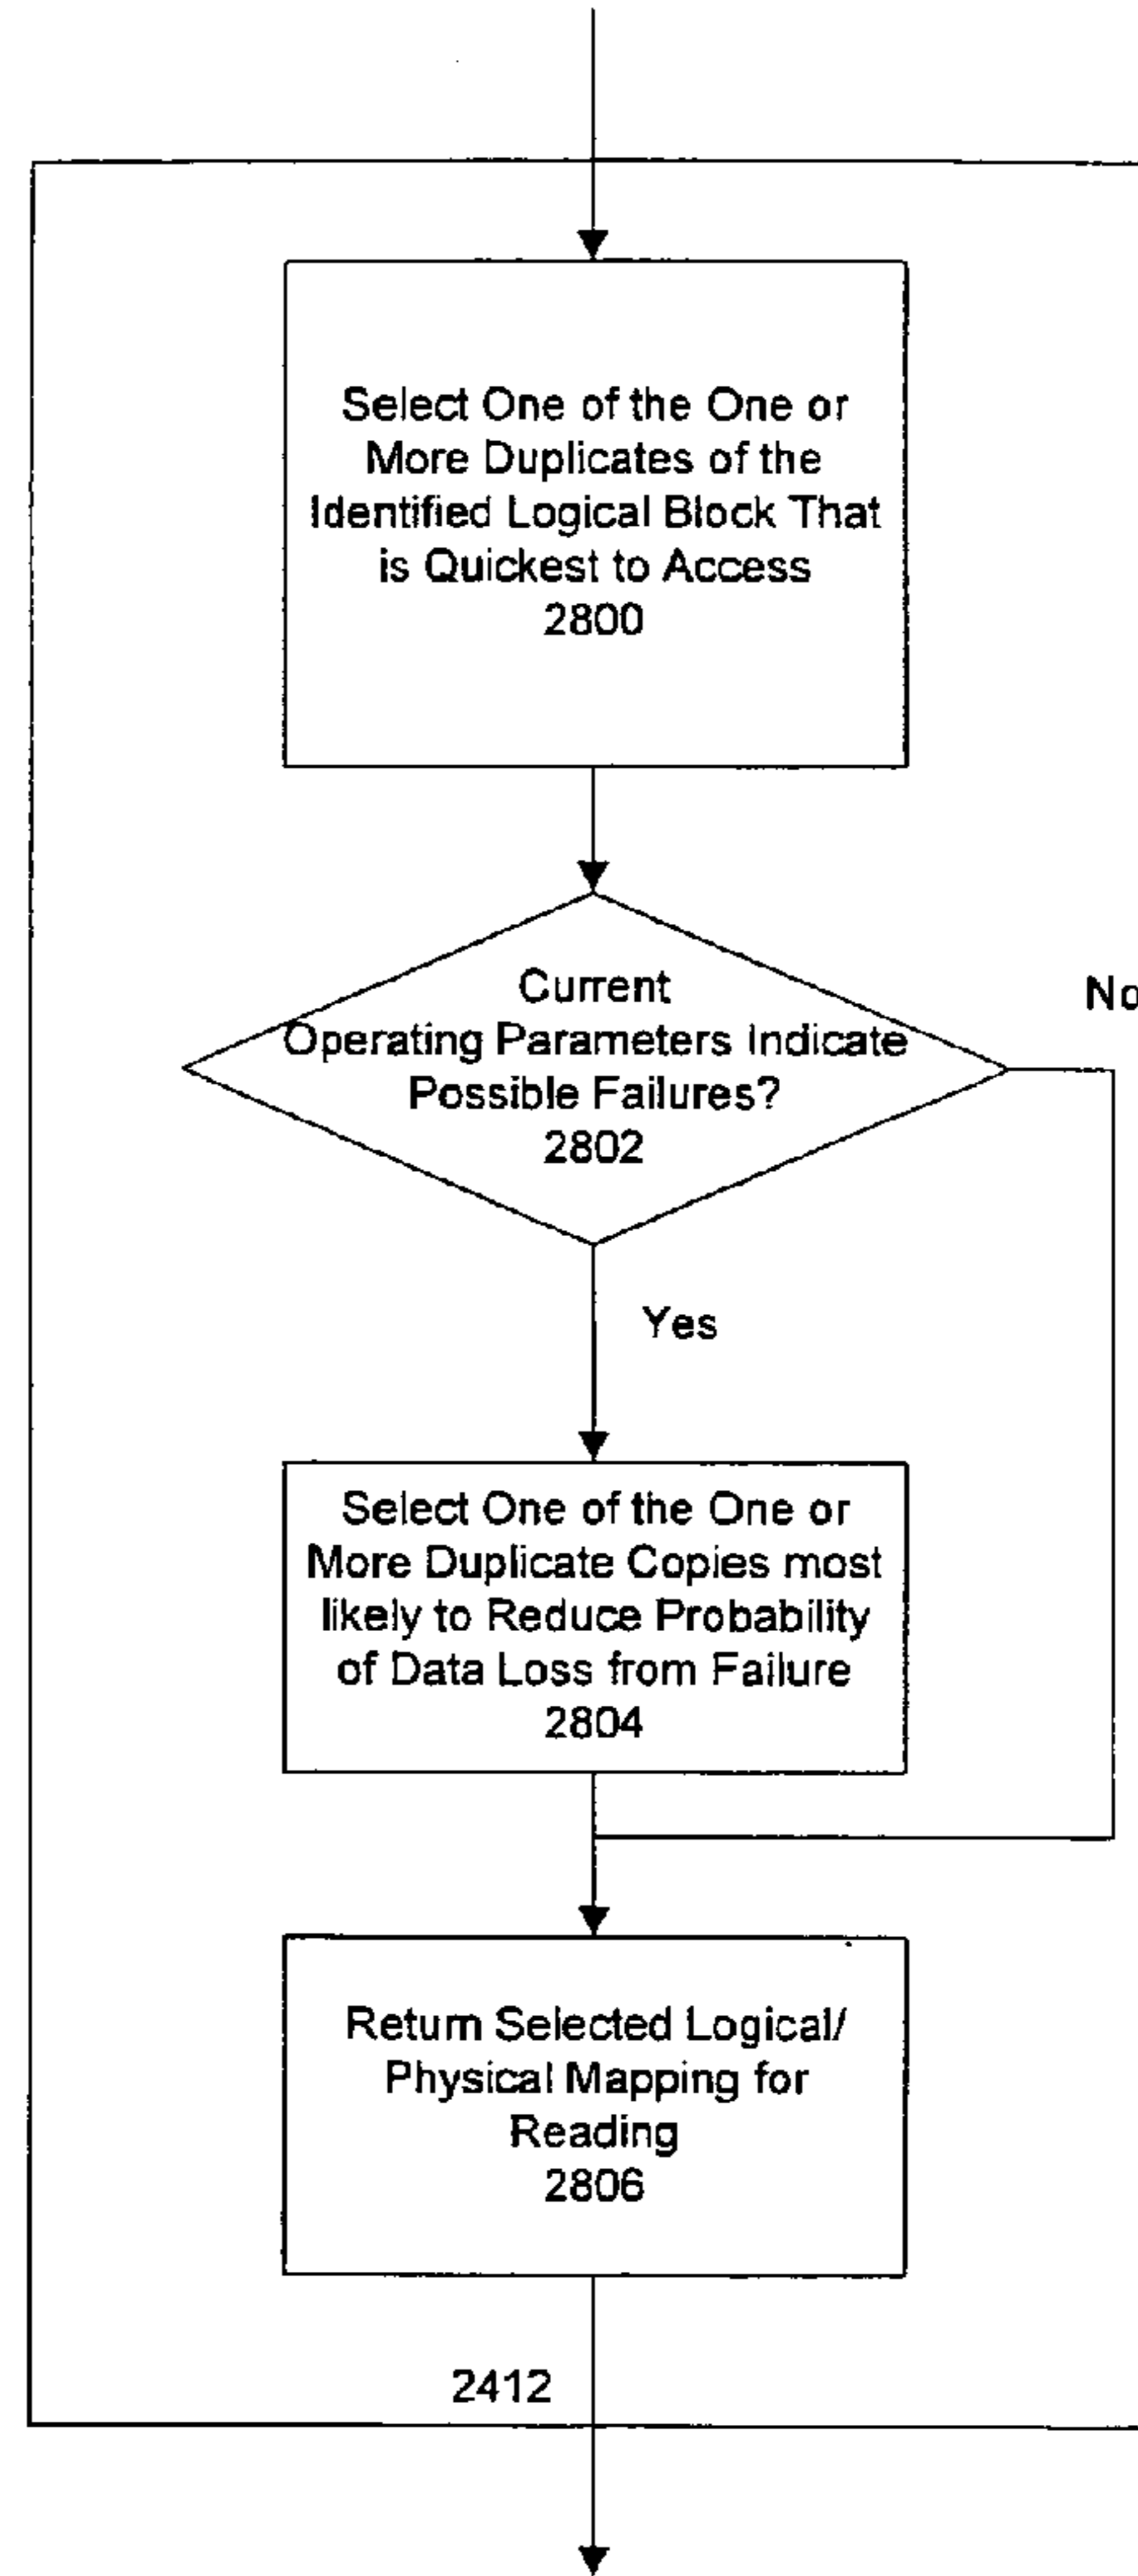 Select One of the One or
More Duplicates of the
Identified Logical Block That
is Quickest to Access
2800
Current
Operating Parameters Indicate
Possible Failures?
2802
No
Yes
Select One of the One or
More Duplicate Copies most
likely to Reduce Probability
of Data Loss from Failure
2804
Return Selected Logical/
Physical Mapping for
Reading
2806
2412